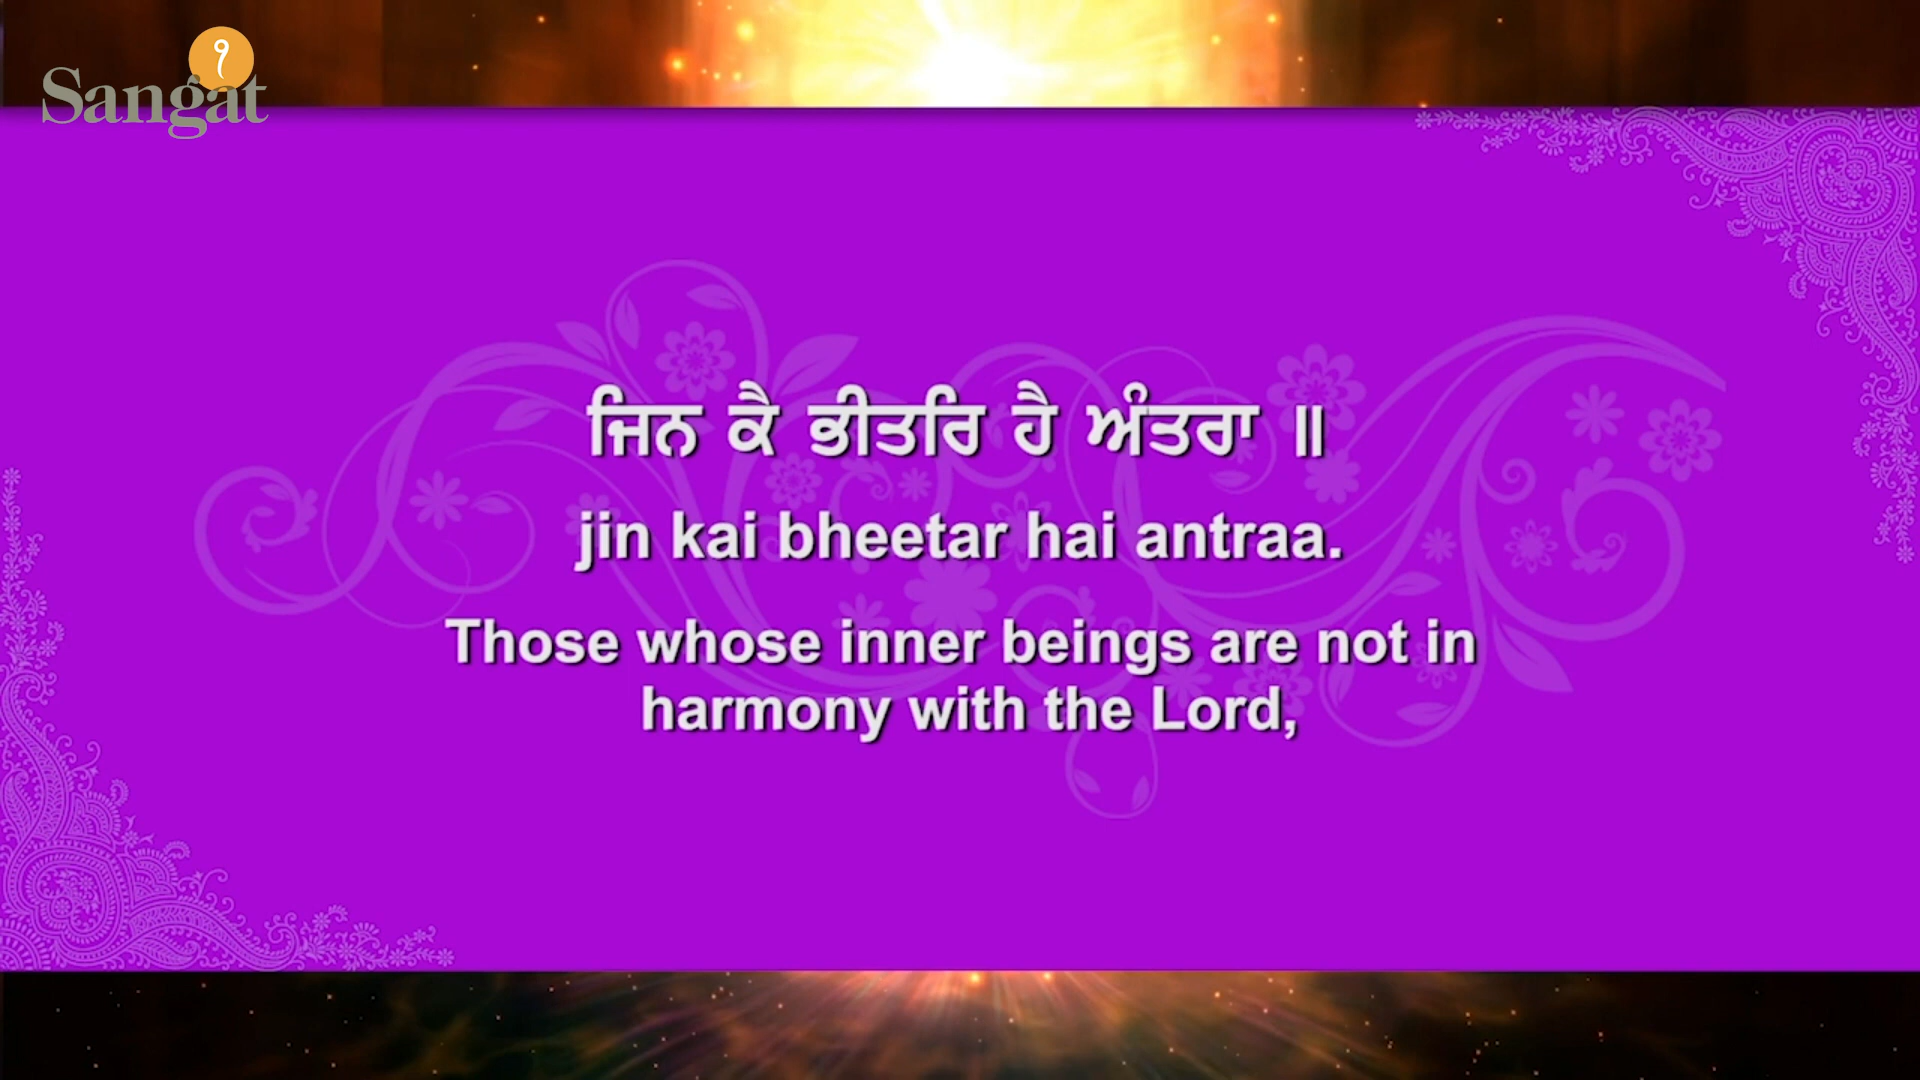 Sangat
੧
ਜਿਨ ਕੈ ਭੀਤਰਿ ਹੈ ਅੰਤਰਾ ॥
jin kai bheetar hai antraa.
Those whose inner beings are not in
harmony with the Lord,